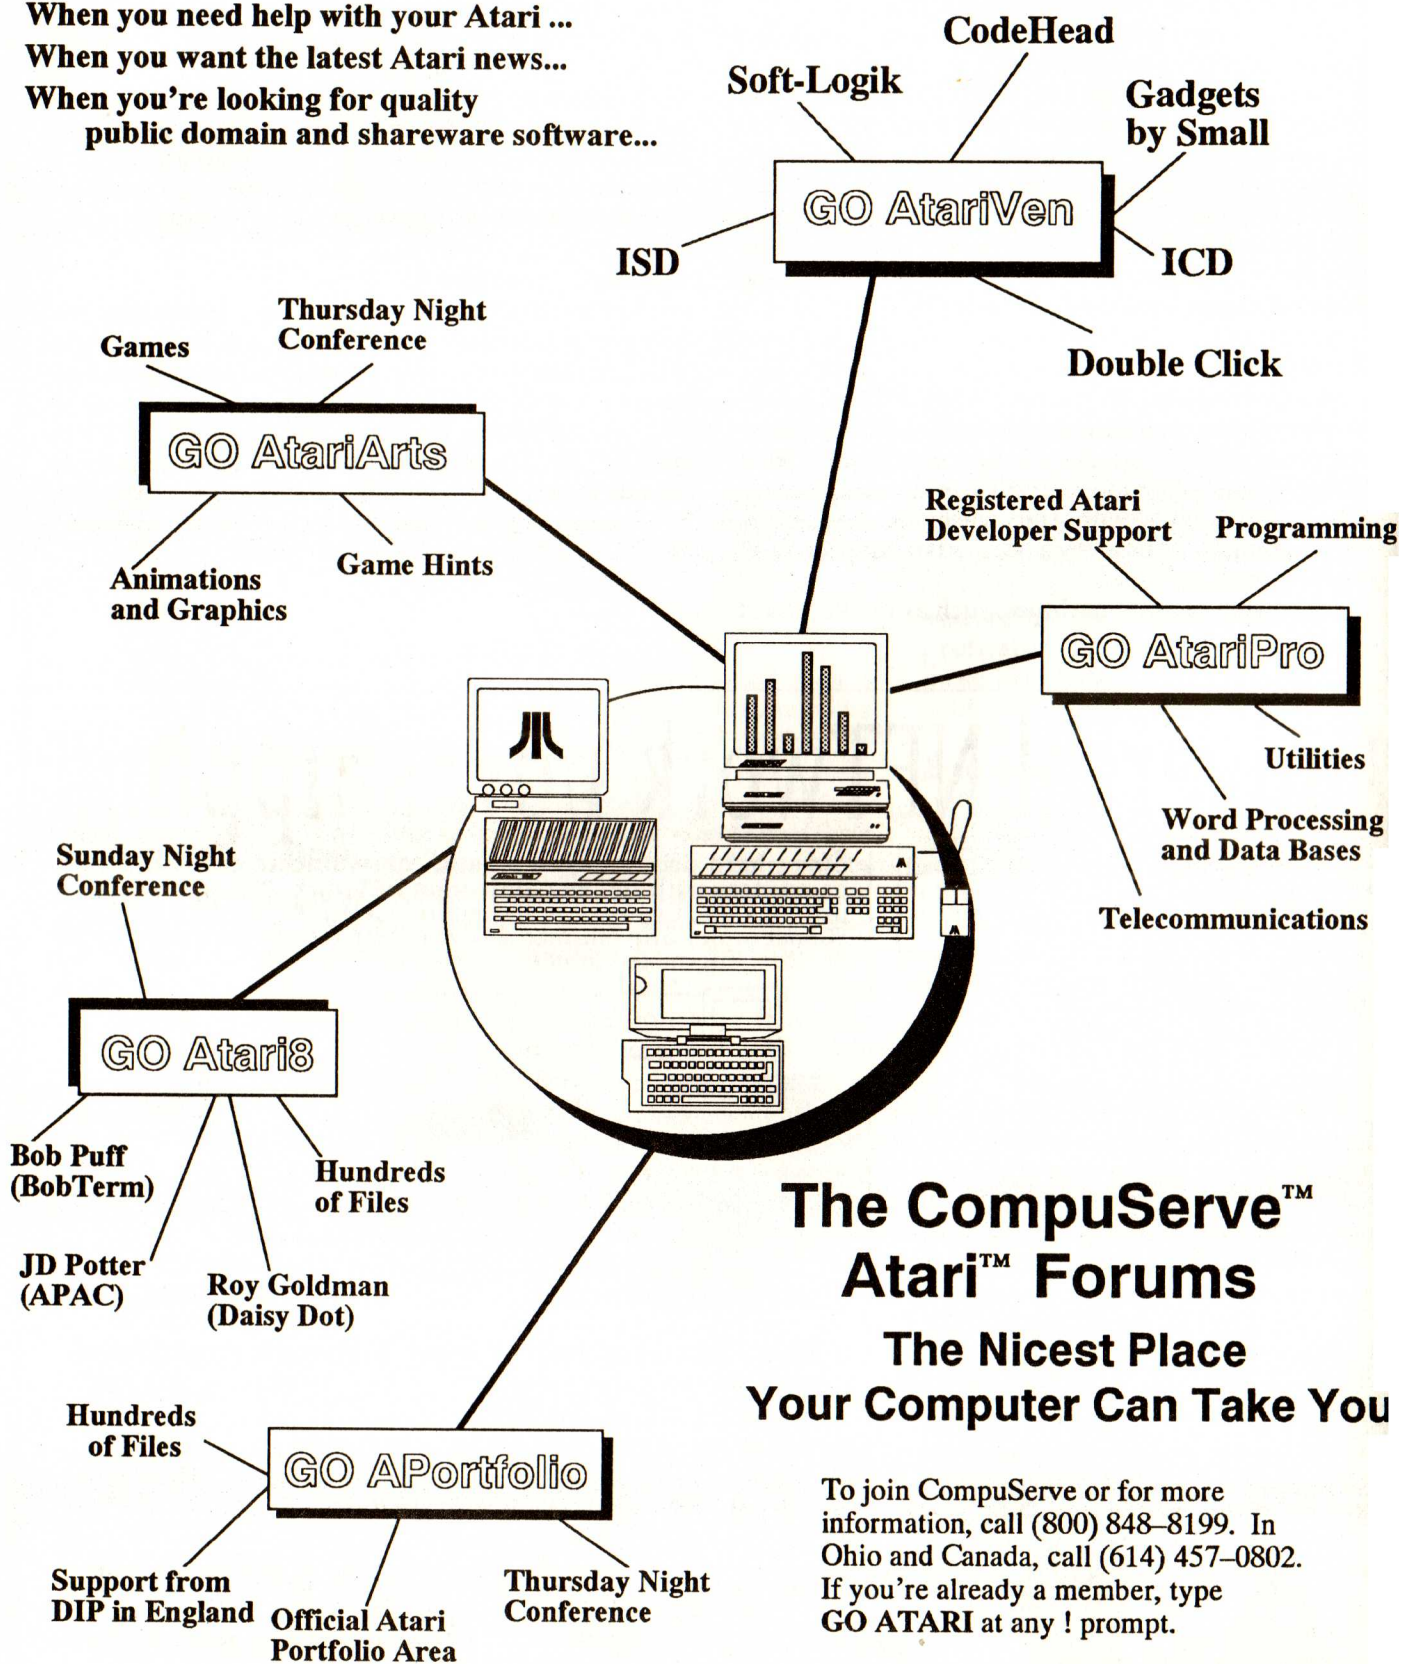 When you need help with your Atari ...
When you want the latest Atari news...
When you're looking for quality
public domain and shareware software...
CodeHead
Soft-Logik
Gadgets
by Small
GO AtariVen
ISD
ICD
Double Click
Thursday Night
Conference
Games
GO AtariArts
Animations
and Graphics
Game Hints
Registered Atari
Developer Support
Programming
GO AtariPro
Utilities
Word Processing
and Data Bases
Telecommunications
Sunday Night
Conference
GO Atari8
Bob Puff
(BobTerm)
Hundreds
of Files
JD Potter
(APAC)
Roy Goldman
(Daisy Dot)
The CompuServe™
Atari™ Forums
The Nicest Place
Your Computer Can Take You
Hundreds
of Files
GO APortfolio
Support from
DIP in England
Official Atari
Portfolio Area
Thursday Night
Conference
To join CompuServe or for more
information, call (800) 848–8199. In
Ohio and Canada, call (614) 457–0802.
If you're already a member, type
GO ATARI at any ! prompt.